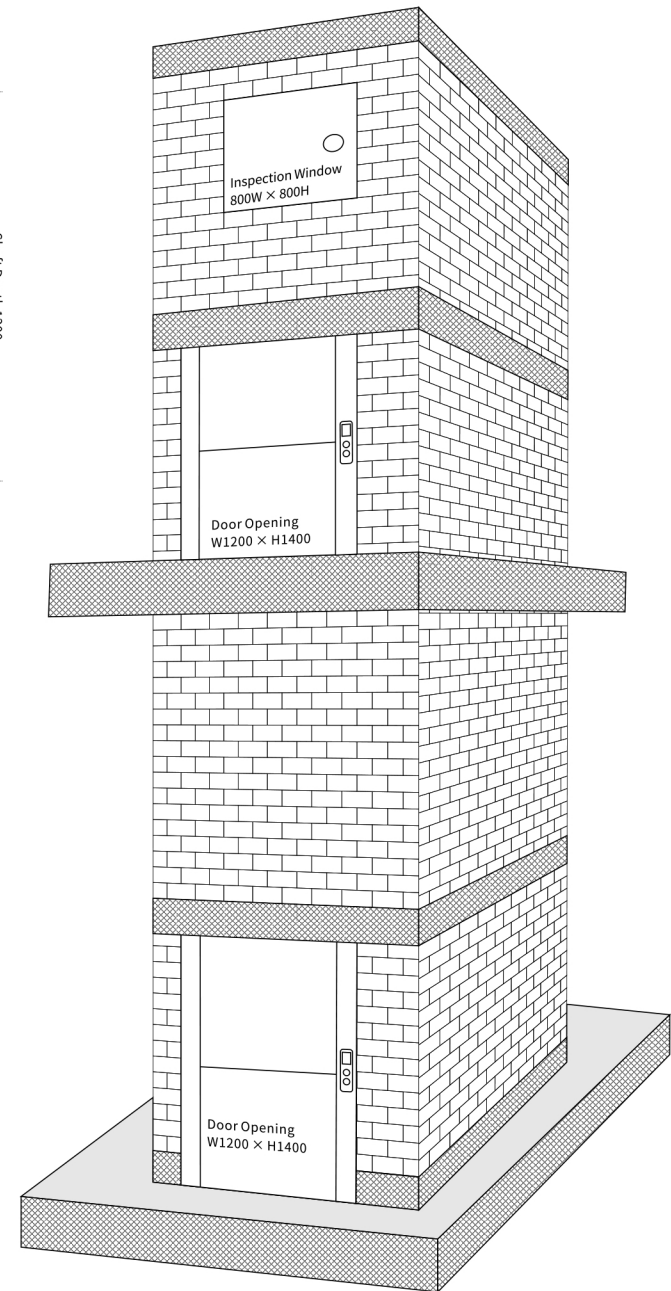 Inspection Window
800W × 800H
Door Opening
W1200 × H1400
Door Opening
W1200 × H1400